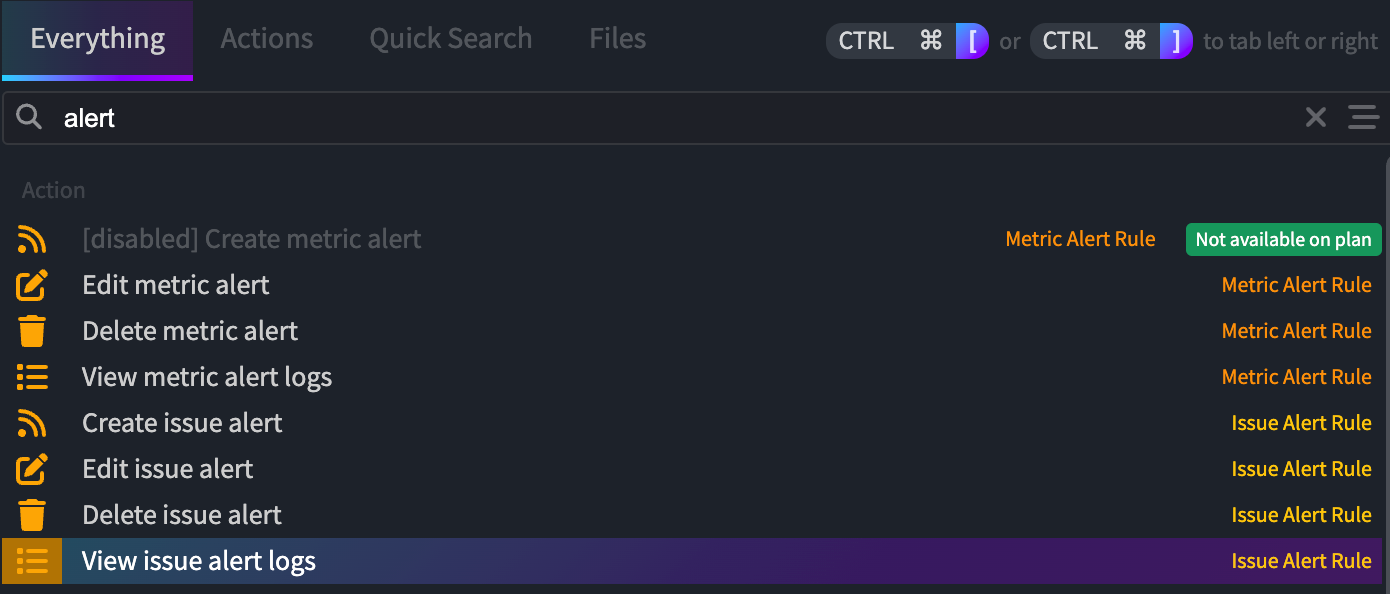 Everything Actions Quick Search Files CTRL ⌘ [ or CTRL ⌘ ] to tab left or right
alert
Action
[disabled] Create metric alert Metric Alert Rule Not available on plan
Edit metric alert Metric Alert Rule
Delete metric alert Metric Alert Rule
View metric alert logs Metric Alert Rule
Create issue alert Issue Alert Rule
Edit issue alert Issue Alert Rule
Delete issue alert Issue Alert Rule
View issue alert logs Issue Alert Rule